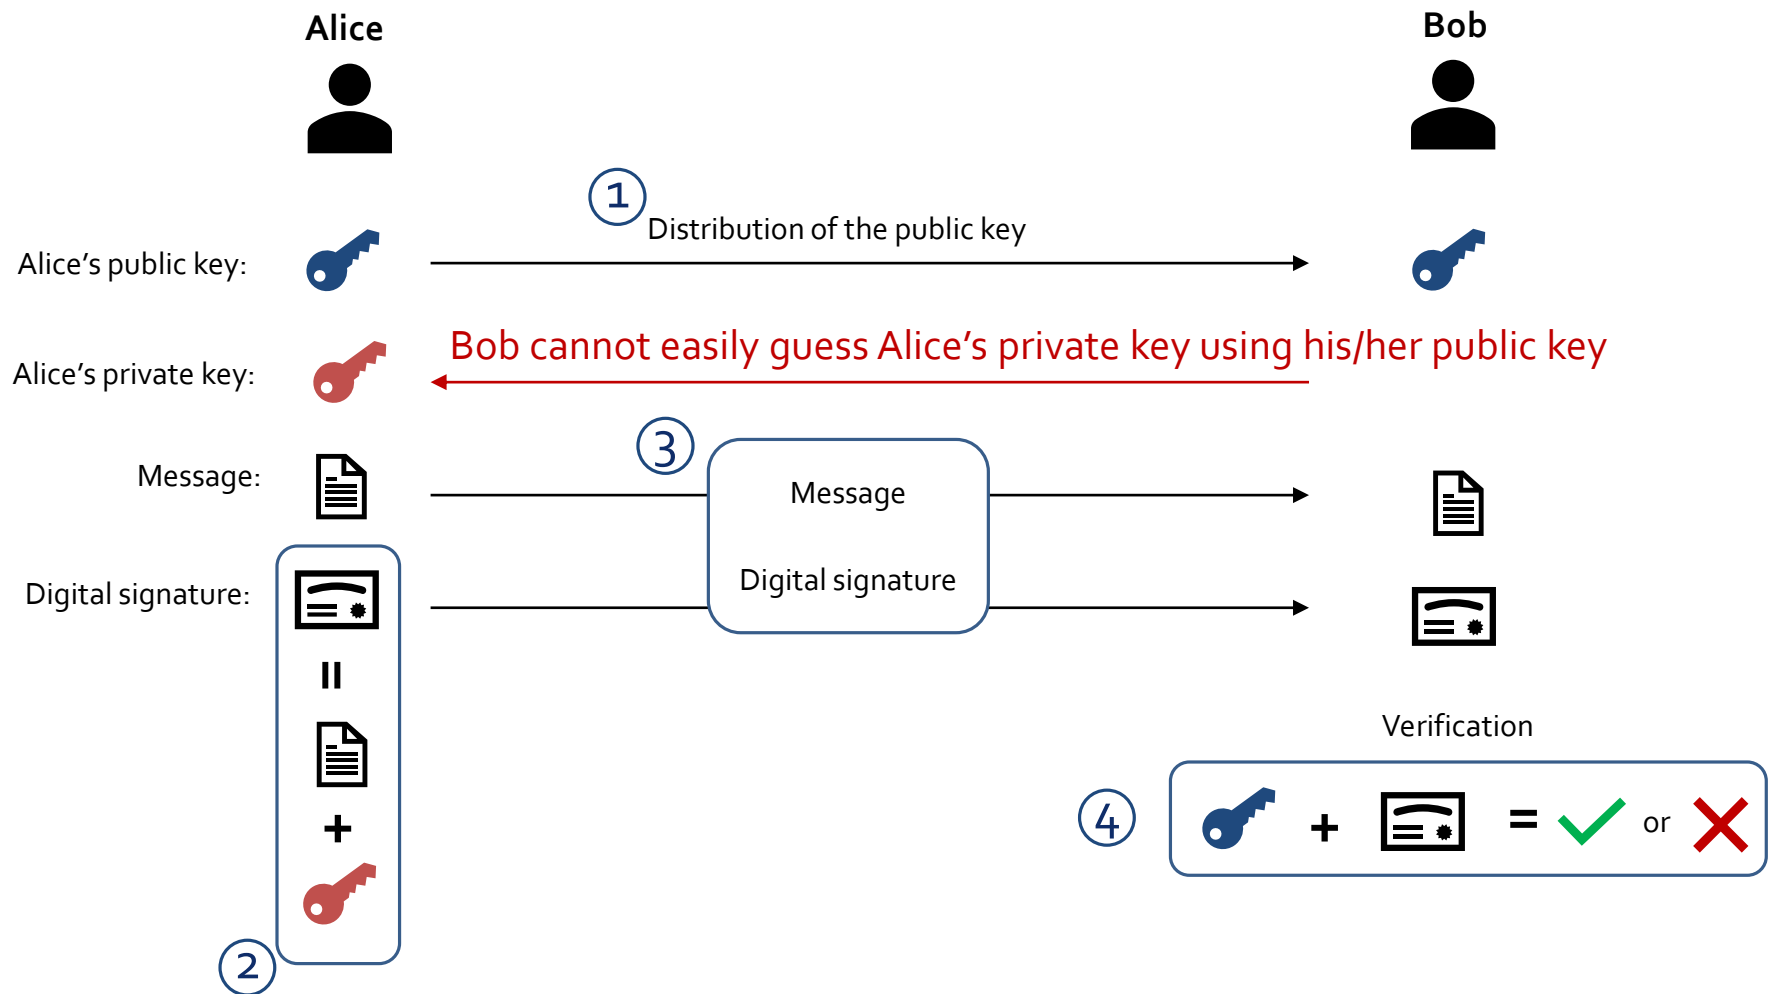 Alice
Bob
1
Distribution of the public key
Alice's public key:
Bob cannot easily guess Alice's private key using his/her public key
Alice's private key:
3
Message:
Message
Digital signature:
Digital signature
=
+
2
Verification
4
+ = or